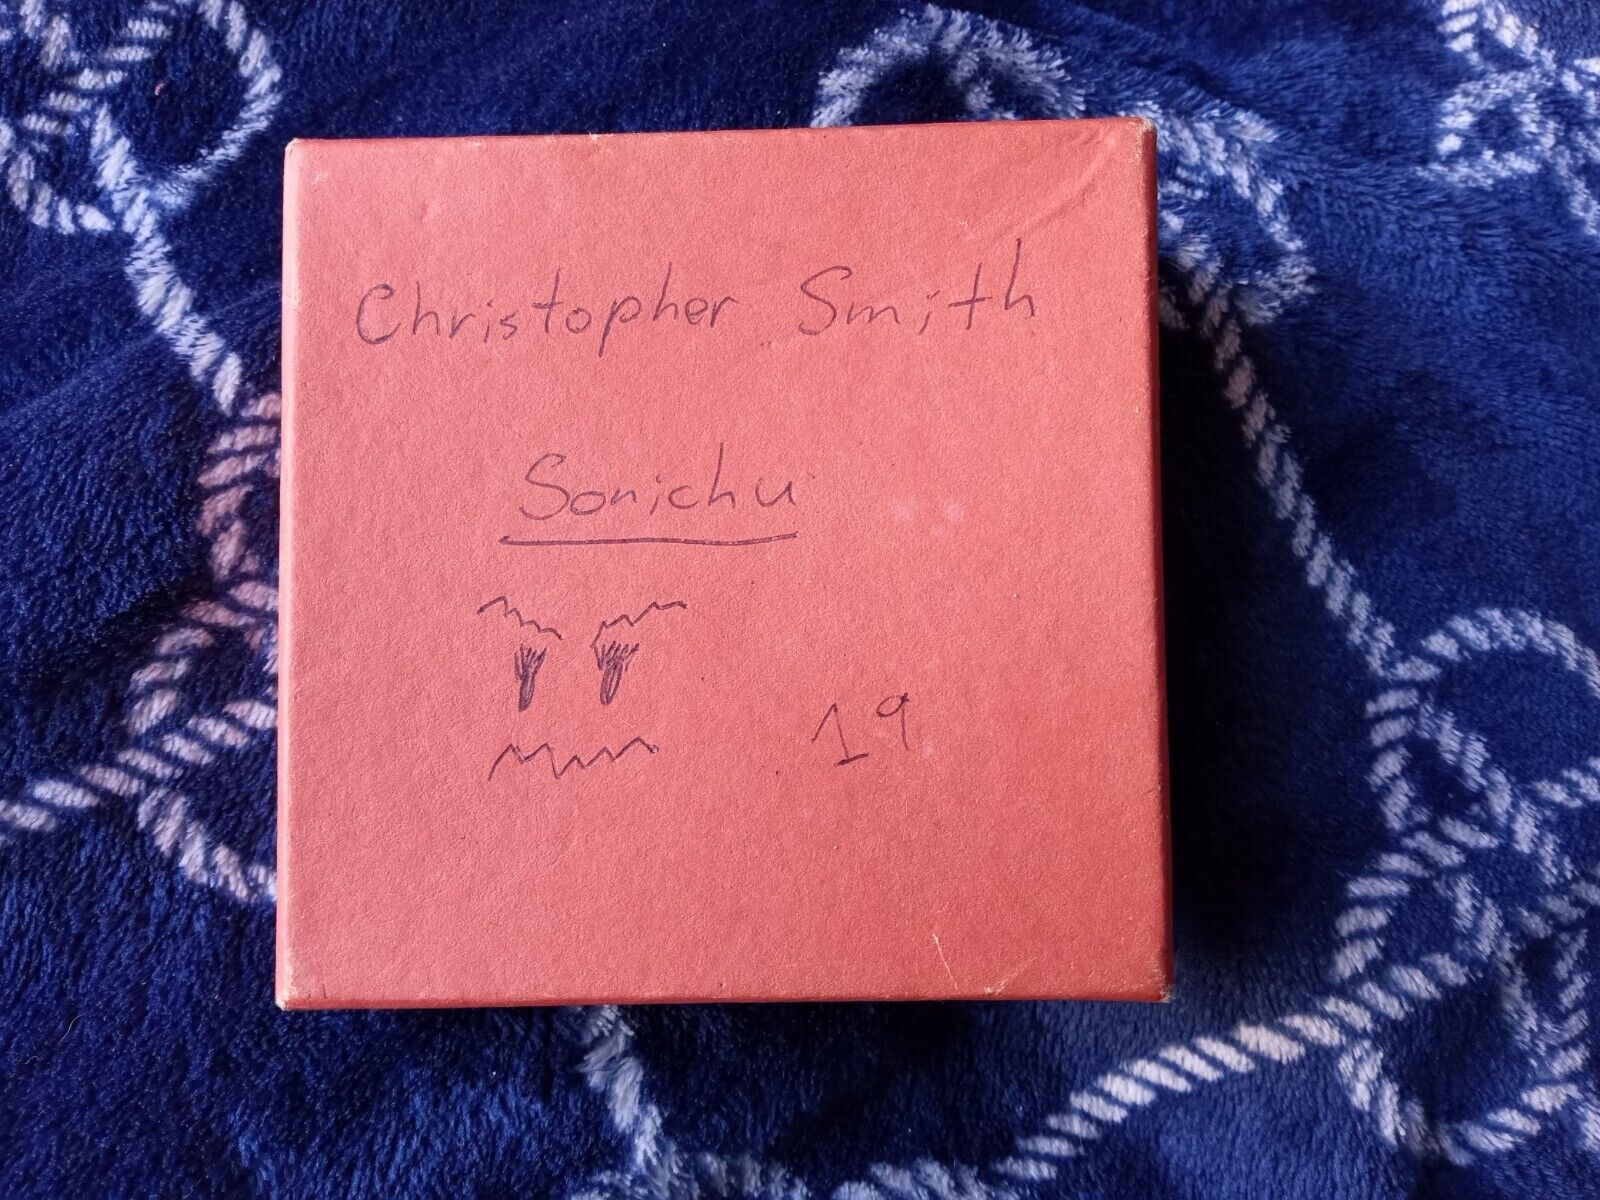 Christopher Smith
Sonichu
19